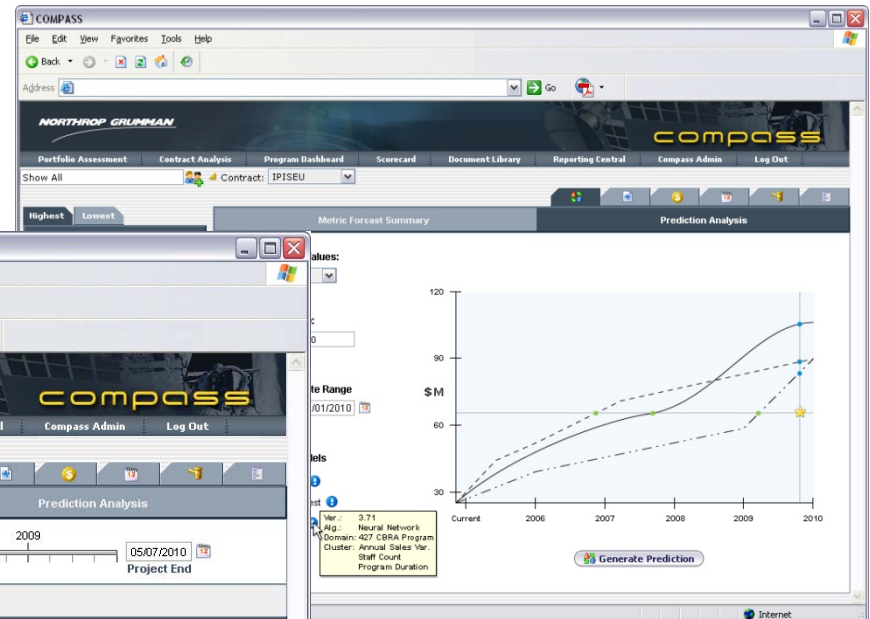 COMPASS
File Edit View Favorites Tools Help
Back
Address Go
NORTHROP GRUMMAN
compass
Portfolio Assessment Contract Analysis Program Dashboard Scorecard Document Library Reporting Central Compass Admin Log Out
Show All Contract: IPISEU
Highest Lowest
Metric Forcast Summary Prediction Analysis
alues:
120
90
$M
60
30
Current 2006 2007 2008 2009 2010
te Range
/01/2010
dels
est
Ver.: 3.71
Alg.: Neural Network
Domain: 427 CBRA Program
Cluster: Annual Sales Var.
Staff Count
Program Duration
Generate Prediction
Internet
compass
Compass Admin Log Out
Prediction Analysis
2009
05/07/2010
Project End